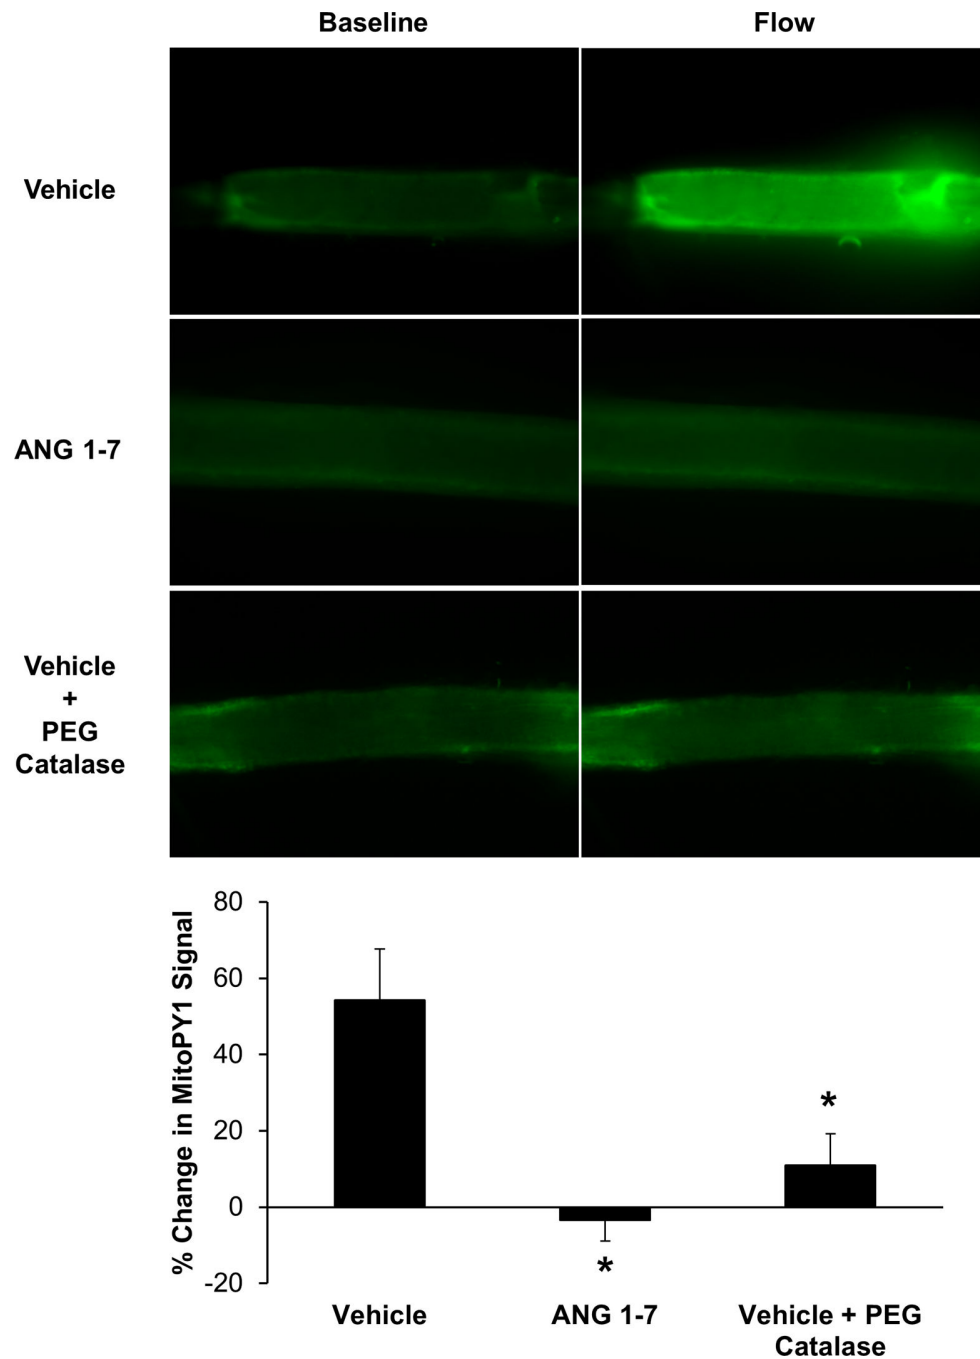 Baseline Flow
Vehicle
ANG 1-7
Vehicle
+
PEG
Catalase
% Change in MitoPY1 Signal
80
60
40
20
0
-20
*
*
Vehicle ANG 1-7 Vehicle + PEG
Catalase